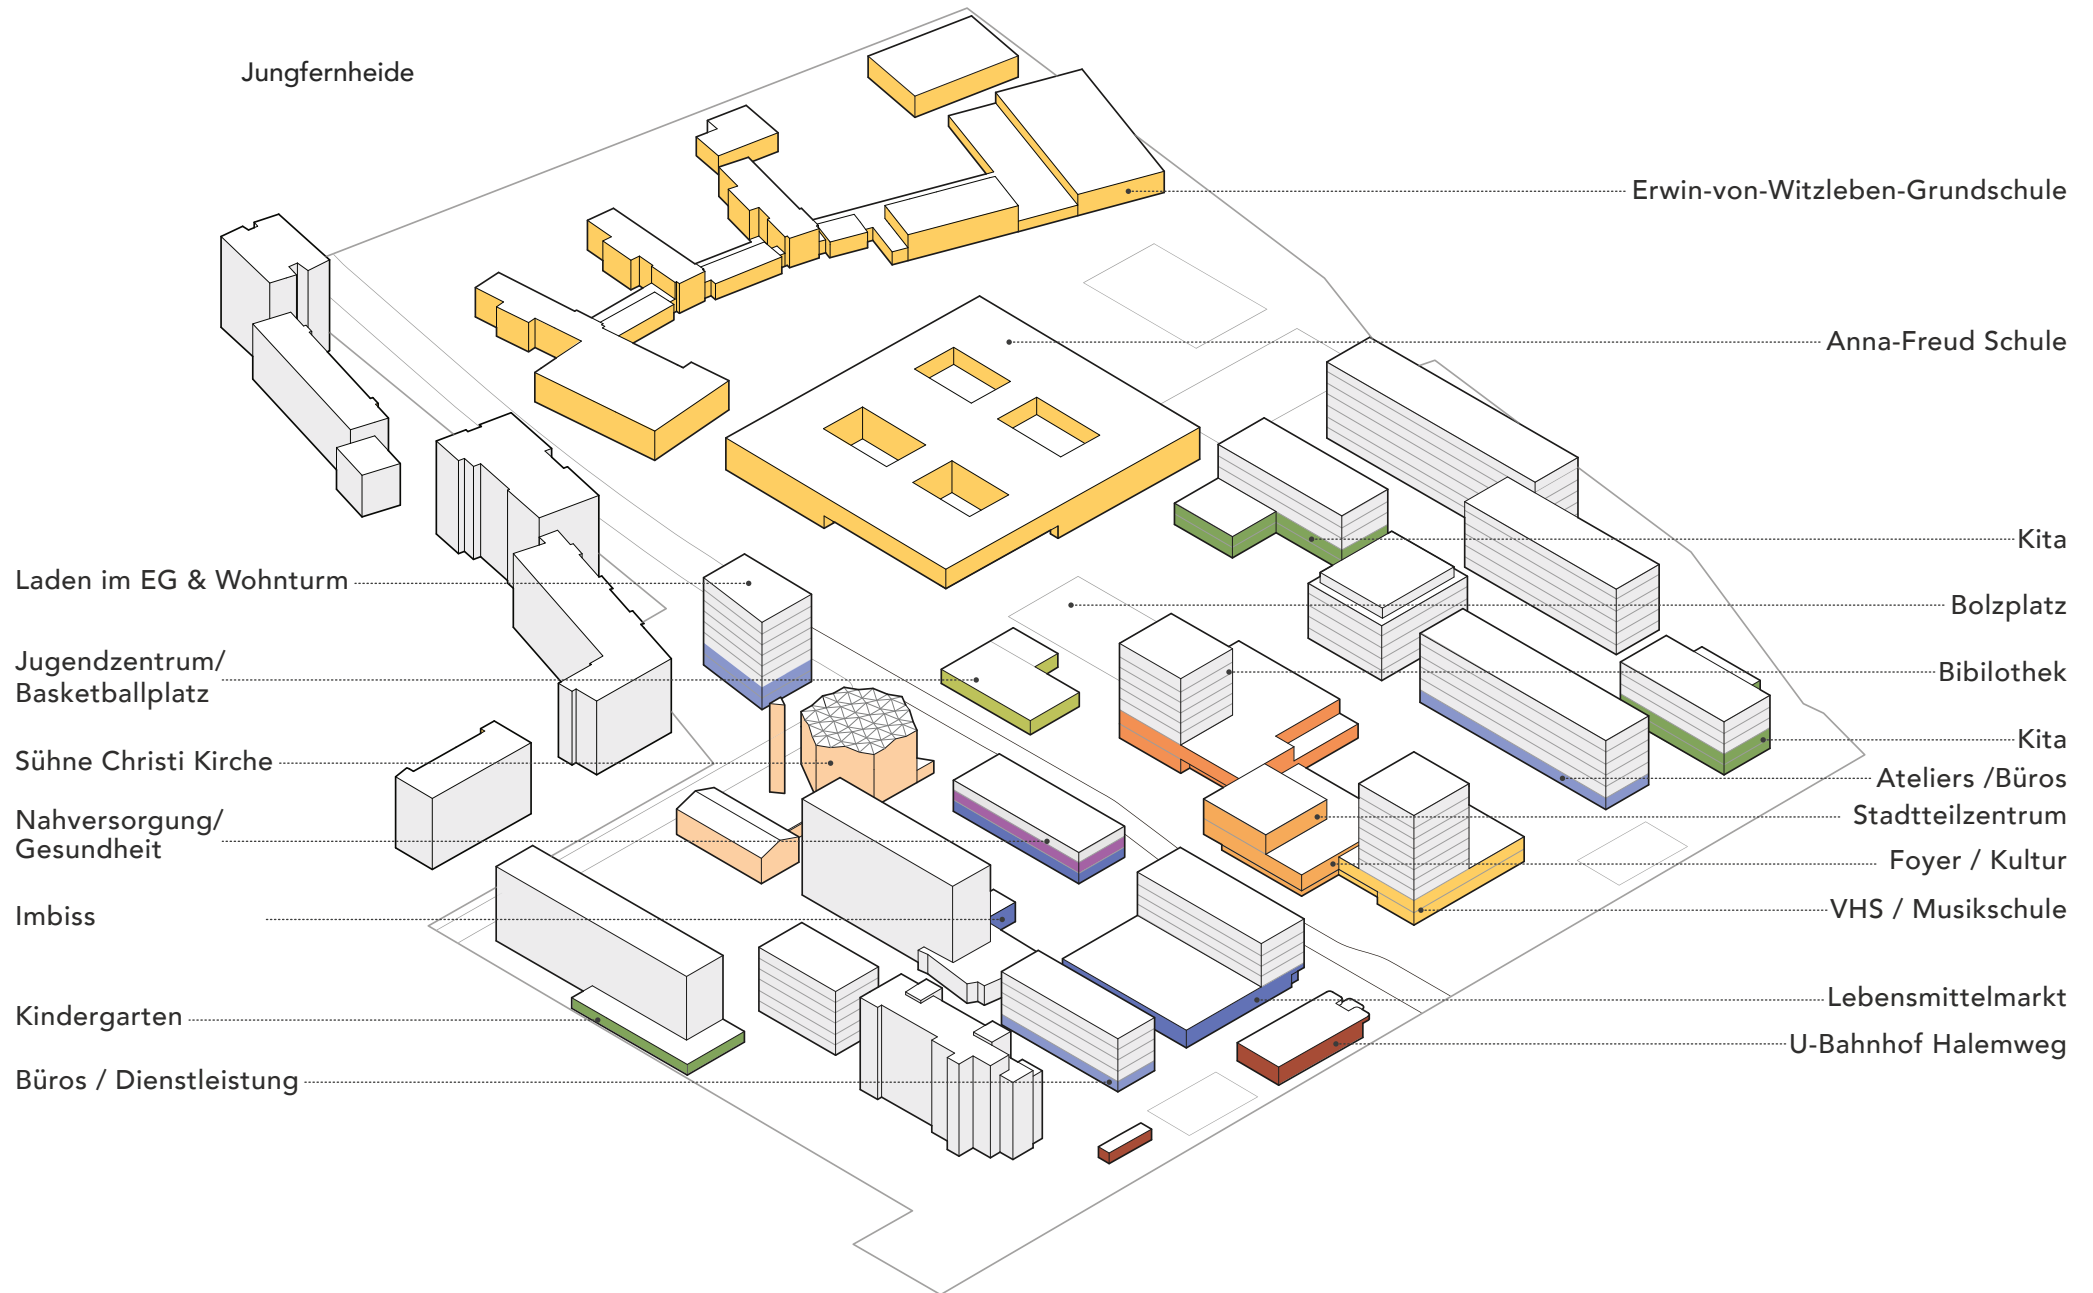 Jungfernheide
Erwin-von-Witzleben-Grundschule
Anna-Freud Schule
Kita
Bolzplatz
Bibilothek
Kita
Ateliers /Büros
Stadtteilzentrum
Foyer / Kultur
VHS / Musikschule
Lebensmittelmarkt
U-Bahnhof Halemweg
Laden im EG & Wohnturm
Jugendzentrum/
Basketballplatz
Sühne Christi Kirche
Nahversorgung/
Gesundheit
Imbiss
Kindergarten
Büros / Dienstleistung